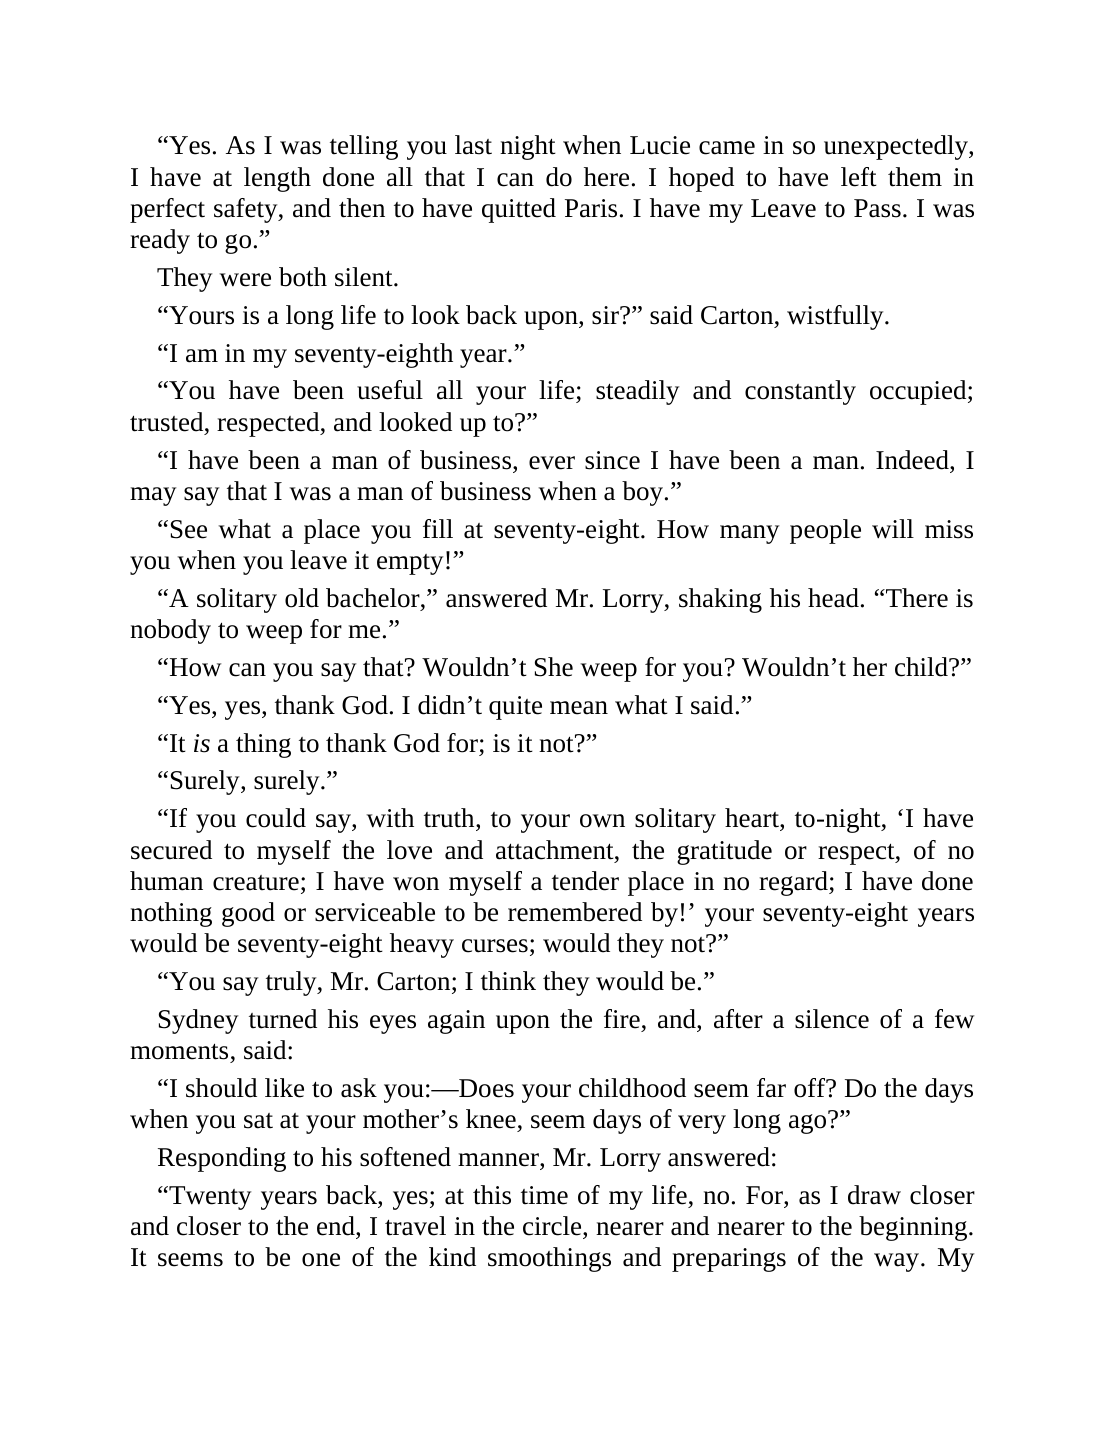 “Yes. As I was telling you last night when Lucie came in so unexpectedly,
I have at length done all that I can do here. I hoped to have left them in
perfect safety, and then to have quitted Paris. I have my Leave to Pass. I was
ready to go.”
They were both silent.
“Yours is a long life to look back upon, sir?” said Carton, wistfully.
“I am in my seventy-eighth year.”
“You have been useful all your life; steadily and constantly occupied;
trusted, respected, and looked up to?”
“I have been a man of business, ever since I have been a man. Indeed, I
may say that I was a man of business when a boy.”
“See what a place you fill at seventy-eight. How many people will miss
you when you leave it empty!”
“A solitary old bachelor,” answered Mr. Lorry, shaking his head. “There is
nobody to weep for me.”
“How can you say that? Wouldn’t She weep for you? Wouldn’t her child?”
“Yes, yes, thank God. I didn’t quite mean what I said.”
“It is a thing to thank God for; is it not?”
“Surely, surely.”
“If you could say, with truth, to your own solitary heart, to-night, ‘I have
secured to myself the love and attachment, the gratitude or respect, of no
human creature; I have won myself a tender place in no regard; I have done
nothing good or serviceable to be remembered by!’ your seventy-eight years
would be seventy-eight heavy curses; would they not?”
“You say truly, Mr. Carton; I think they would be.”
Sydney turned his eyes again upon the fire, and, after a silence of a few
moments, said:
“I should like to ask you:—Does your childhood seem far off? Do the days
when you sat at your mother’s knee, seem days of very long ago?”
Responding to his softened manner, Mr. Lorry answered:
“Twenty years back, yes; at this time of my life, no. For, as I draw closer
and closer to the end, I travel in the circle, nearer and nearer to the beginning.
It seems to be one of the kind smoothings and preparings of the way. My